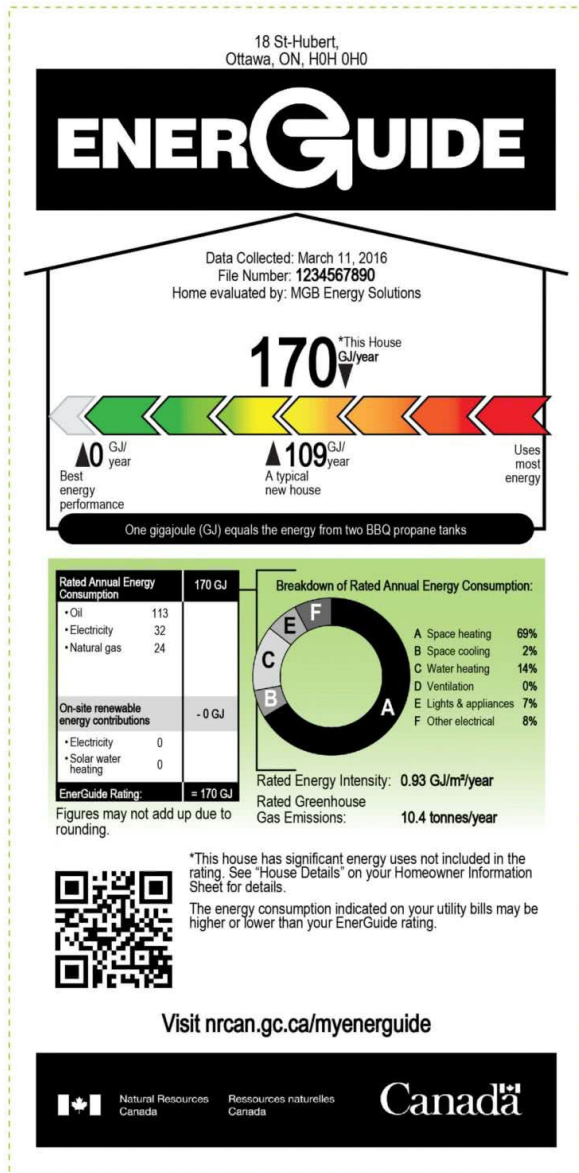 18 St-Hubert,
Ottawa, ON, H0H 0H0
ENERGUIDE
Data Collected: March 11, 2016
File Number: 1234567890
Home evaluated by: MGB Energy Solutions
170 *This House
GJ/year
0 GJ/
year
Best
energy
performance
109 GJ/
year
A typical
new house
Uses
most
energy
One gigajoule (GJ) equals the energy from two BBQ propane tanks
Rated Annual Energy
Consumption
170 GJ
• Oil 113
• Electricity 32
• Natural gas 24
On-site renewable
energy contributions
- 0 GJ
• Electricity 0
• Solar water
heating 0
EnerGuide Rating: = 170 GJ
Figures may not add up due to
rounding.
Breakdown of Rated Annual Energy Consumption:
F
E
C
B
A
A Space heating 69%
B Space cooling 2%
C Water heating 14%
D Ventilation 0%
E Lights & appliances 7%
F Other electrical 8%
Rated Energy Intensity: 0.93 GJ/m²/year
Rated Greenhouse
Gas Emissions: 10.4 tonnes/year
*This house has significant energy uses not included in the
rating. See “House Details” on your Homeowner Information
Sheet for details.
The energy consumption indicated on your utility bills may be
higher or lower than your EnerGuide rating.
Visit nrcan.gc.ca/myenerguide
Natural Resources
Canada
Ressources naturelles
Canada
Canada